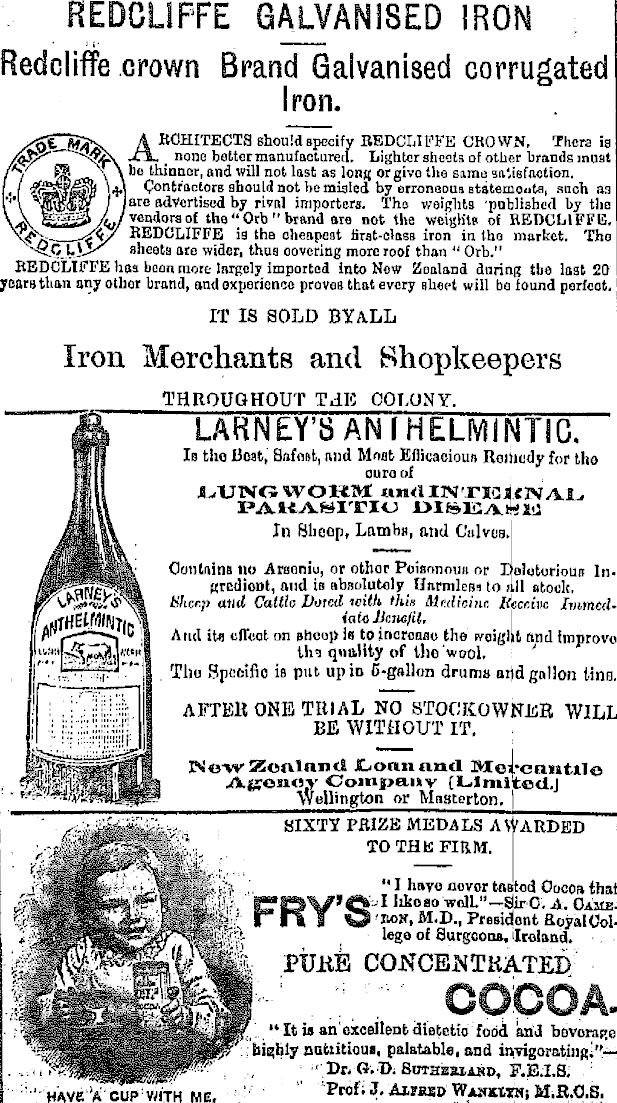 REDCLIFFE GALVANISED IRON
Redcliffe crown Brand Galvanised corrugated
Iron.
TRADE MARK
REDCLIFFE
ARCHITECTS should specify REDCLIFFE CROWN. There is
none better manufactured. Lighter sheets of other brands must
be thinner, and will not last as long or give the same satisfaction.
Contractors should not be misled by erroneous statements, such as
are advertised by rival importers. The weights published by the
vendors of the "Orb" brand are not the weights of REDCLIFFE.
REDCLIFFE is the cheapest first-class iron in the market. The
sheets are wider, thus covering more roof than "Orb."
REDCLIFFE has been more largely imported into New Zealand during the last 20
years than any other brand, and experience proves that every sheet will be found perfect.
IT IS SOLD BYALL
Iron Merchants and Shopkeepers
THROUGHOUT THE COLONY.
LARNEY'S ANTHELMINTIC.
Is the Best, Safest, and Most Efficacious Remedy for the
cure of
LUNGWORM and INTERNAL
PARASITIC DISEASE
In Sheep, Lambs, and Calves.
Contains no Arsenic, or other Poisonous or Deleterious In-
gredient, and is absolutely Harmless to all stock.
Sheep and Cattle Dosed with this Medicine Receive Immed-
iate Benefit.
And its effect on sheep is to increase the weight and improve
the quality of the wool.
The Specific is put up in 5-gallon drums and gallon tins.
AFTER ONE TRIAL NO STOCKOWNER WILL
BE WITHOUT IT.
New Zealand Loan and Mercantile
Agency Company (Limited.)
Wellington or Masterton.
LARNEY'S
ANTHELMINTIC
SIXTY PRIZE MEDALS AWARDED
TO THE FIRM.
FRY'S
"I have never tasted Cocoa that
I like so well."—Sir C. A. CAME-
RON, M.D., President Royal Col-
lege of Surgeons, Ireland.
PURE CONCENTRATED
COCOA.
"It is an excellent dietetic food and beverage
highly nutritious, palatable, and invigorating."—
Dr. G. D. SUTHERLAND, F.E.I.S.
Prof. J. ALFRED WANKLYN; M.R.C.S.
HAVE A CUP WITH ME.